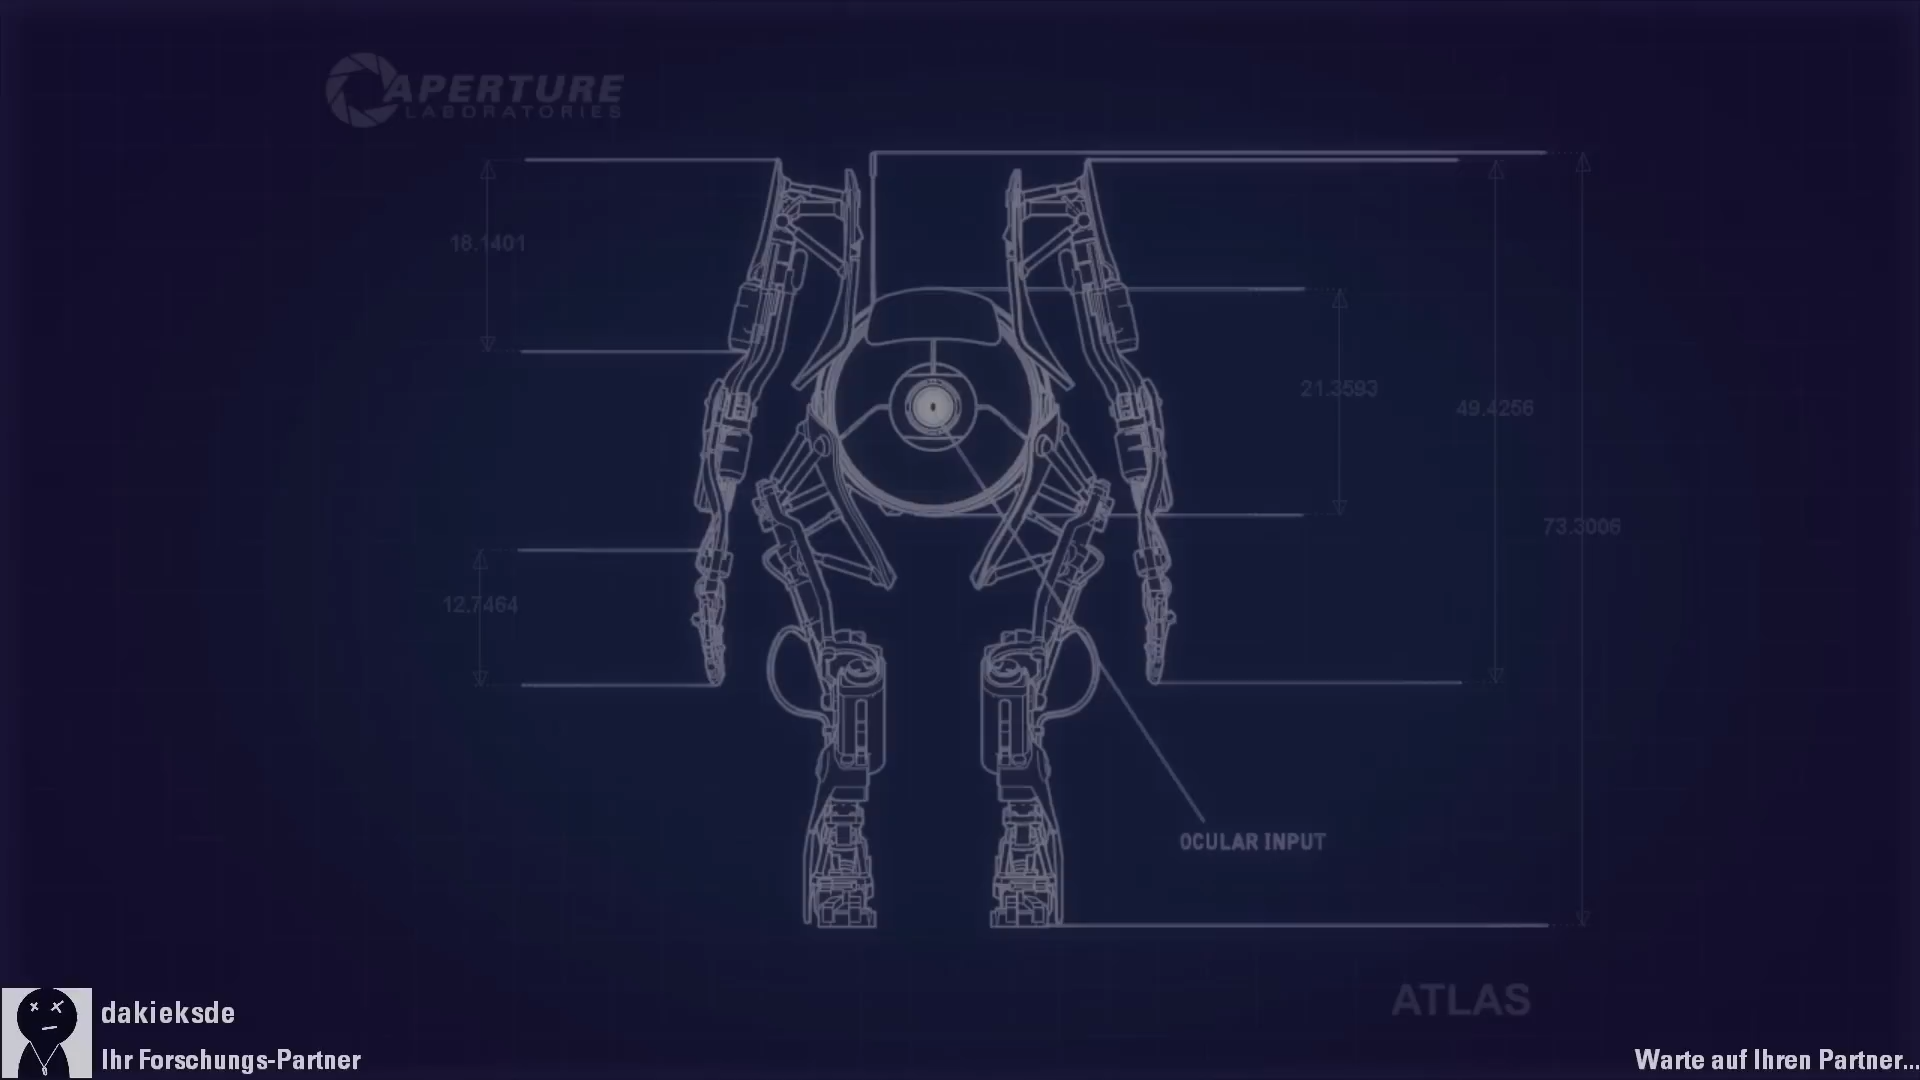 APERTURE
LABORATORIES
18.1401
21.3593
49.4256
73.3006
12.7464
OCULAR INPUT
ATLAS
dakieksde
Ihr Forschungs-Partner
Warte auf Ihren Partner...